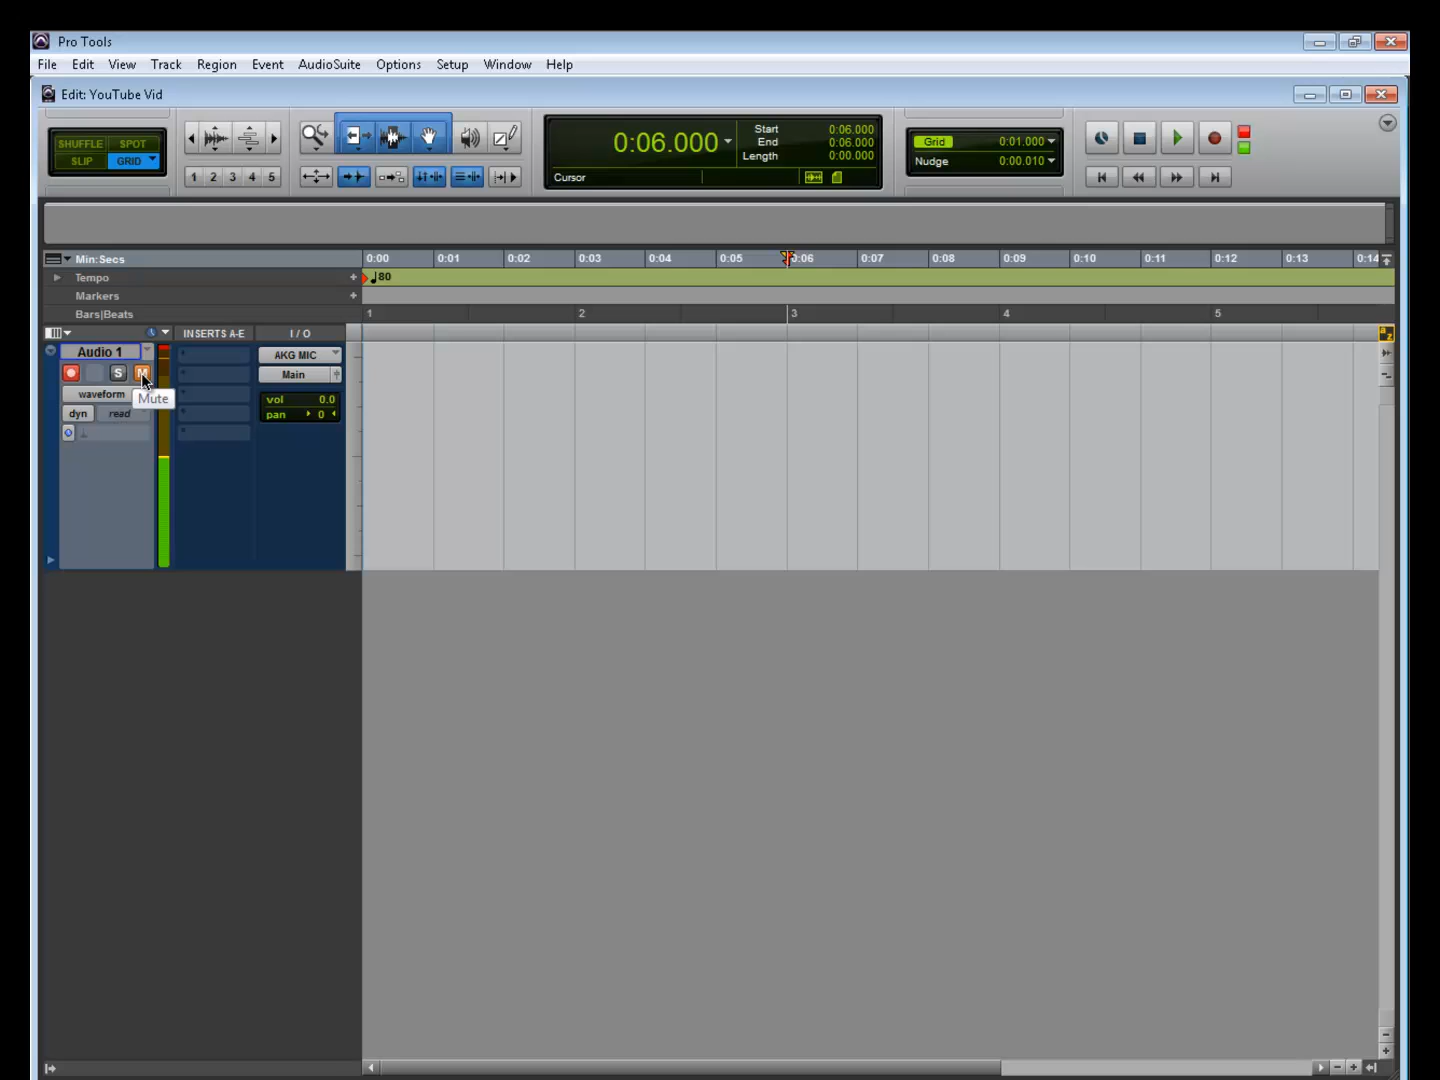 Pro Tools
File Edit View Track Region Event AudioSuite Options Setup Window Help
Edit: YouTube Vid
SHUFFLE SPOT
SLIP GRID
1 2 3 4 5
0:06.000
Start 0:06.000
End 0:06.000
Length 0:00.000
Cursor
Grid 0:01.000
Nudge 0:00.010
Min:Secs 0:00 0:01 0:02 0:03 0:04 0:05 0:06 0:07 0:08 0:09 0:10 0:11 0:12 0:13 0:14
Tempo + 80
Markers +
Bars|Beats 1 2 3 4 5
INSERTS A-E I / O
a z
Audio 1 AKG MIC
S M Main
waveform Mute vol 0.0
dyn read pan 0